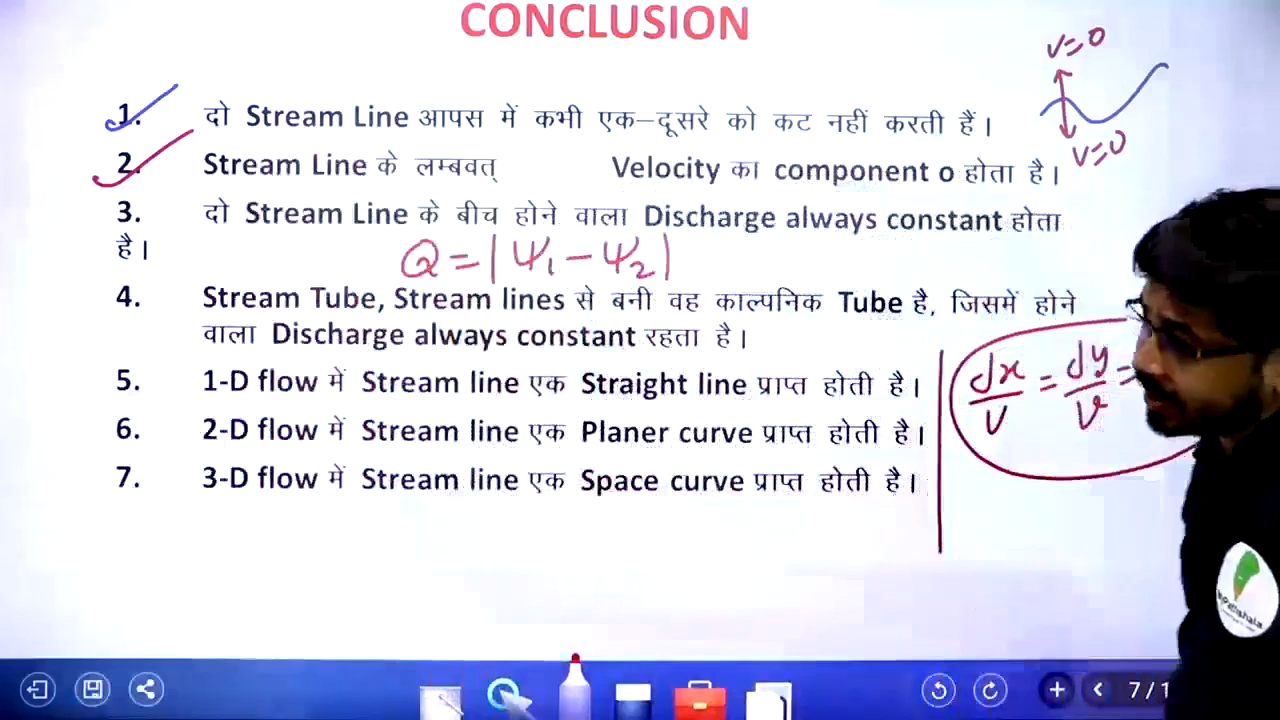 CONCLUSION
v=0
1. दो Stream Line आपस में कभी एक–दूसरे को कट नहीं करती हैं।
v=0
2. Stream Line के लम्बवत् Velocity का component o होता है।
3. दो Stream Line के बीच होने वाला Discharge always constant होता
है।
Q = |Ψ₁ – Ψ₂|
4. Stream Tube, Stream lines से बनी वह काल्पनिक Tube है, जिसमें होने
वाला Discharge always constant रहता है।
dx/u = dy/v =
5. 1-D flow में Stream line एक Straight line प्राप्त होती है।
6. 2-D flow में Stream line एक Planer curve प्राप्त होती है।
7. 3-D flow में Stream line एक Space curve प्राप्त होती है।
7/1